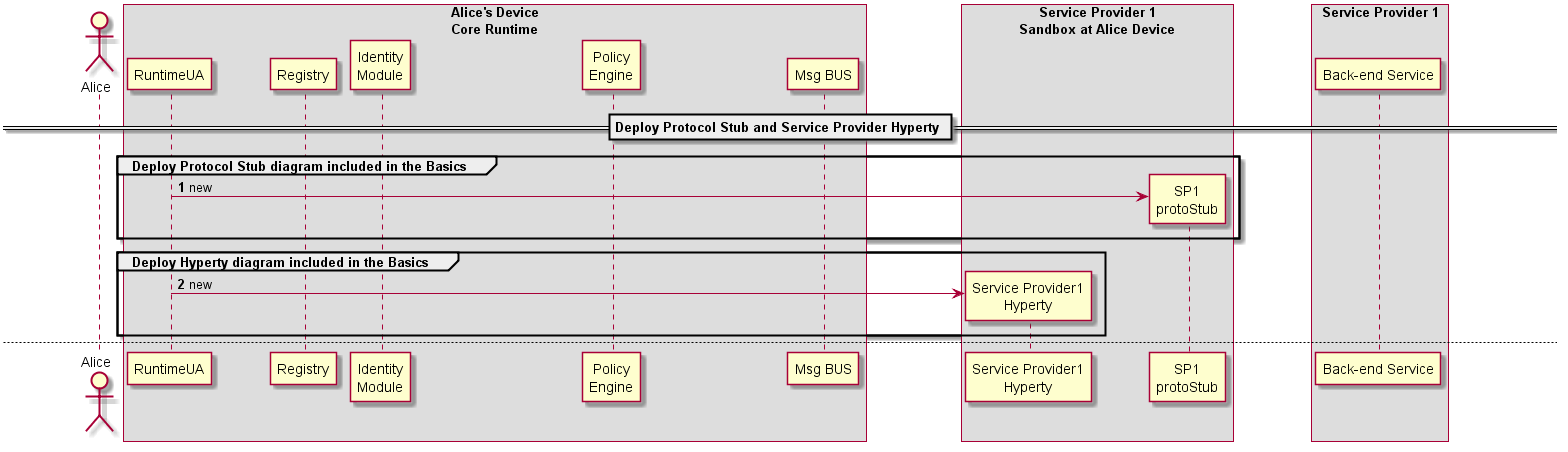 Alice's Device
Core Runtime
Service Provider 1
Sandbox at Alice Device
Service Provider 1
Alice
RuntimeUA
Registry
Identity
Module
Policy
Engine
Msg BUS
Back-end Service
Deploy Protocol Stub and Service Provider Hyperty
Deploy Protocol Stub diagram included in the Basics
1 new
SP1
protoStub
Deploy Hyperty diagram included in the Basics
2 new
Service Provider1
Hyperty
Alice
RuntimeUA
Registry
Identity
Module
Policy
Engine
Msg BUS
Service Provider1
Hyperty
SP1
protoStub
Back-end Service